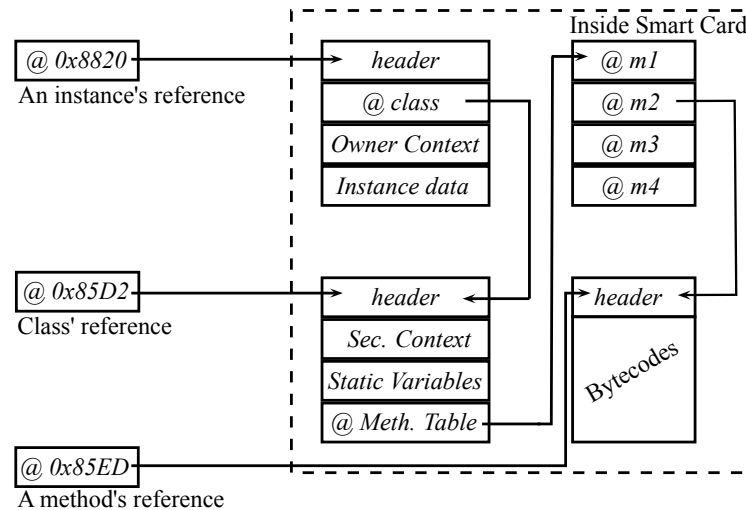 Inside Smart Card
@ 0x8820
An instance's reference
header
@ class
Owner Context
Instance data
@ m1
@ m2
@ m3
@ m4
@ 0x85D2
Class' reference
header
Sec. Context
Static Variables
@ Meth. Table
header
Bytecodes
@ 0x85ED
A method's reference